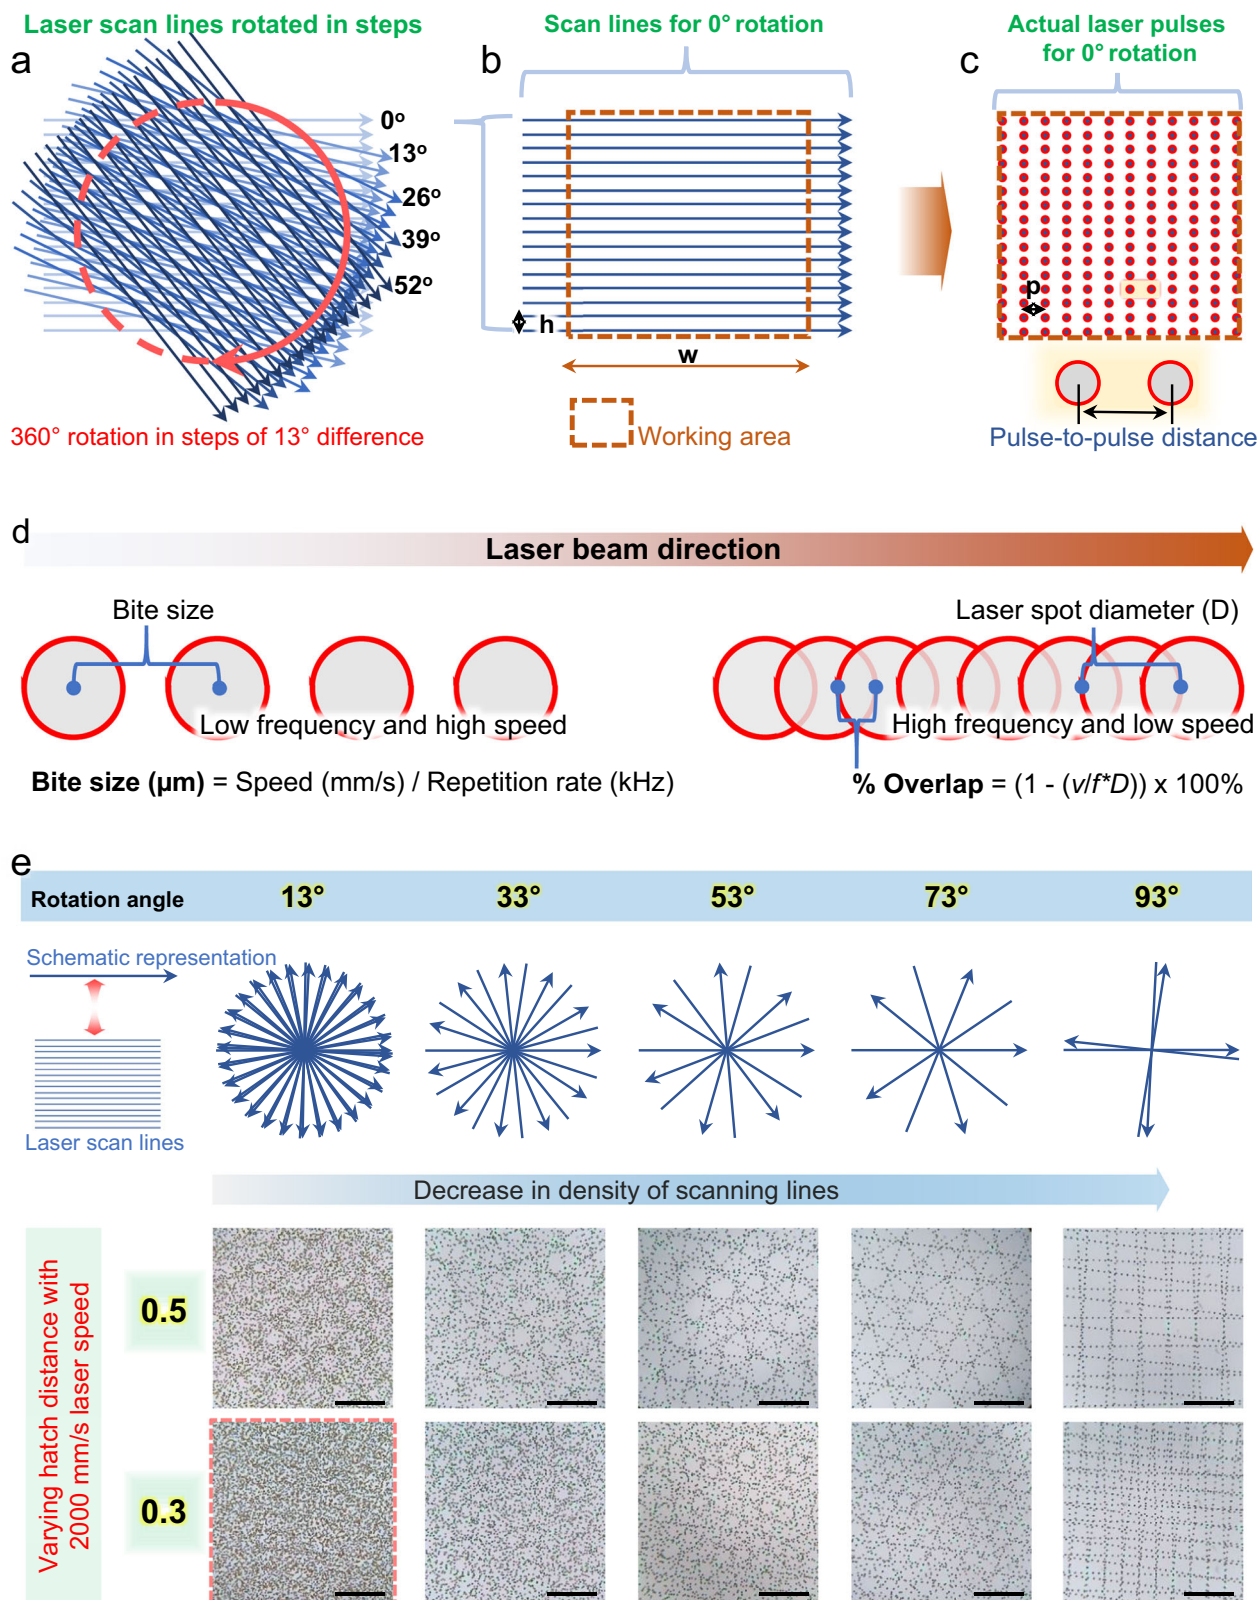 Laser scan lines rotated in steps
a
0°
13°
26°
39°
52°
360° rotation in steps of 13° difference
Scan lines for 0° rotation
b
h
w
Working area
Actual laser pulses
for 0° rotation
c
p
Pulse-to-pulse distance
d
Laser beam direction
Bite size
Laser spot diameter (D)
Low frequency and high speed
High frequency and low speed
Bite size (µm) = Speed (mm/s) / Repetition rate (kHz)
% Overlap = (1 - (v/f*D)) x 100%
e
Rotation angle 13° 33° 53° 73° 93°
Schematic representation
Laser scan lines
Decrease in density of scanning lines
Varying hatch distance with
2000 mm/s laser speed
0.5
0.3